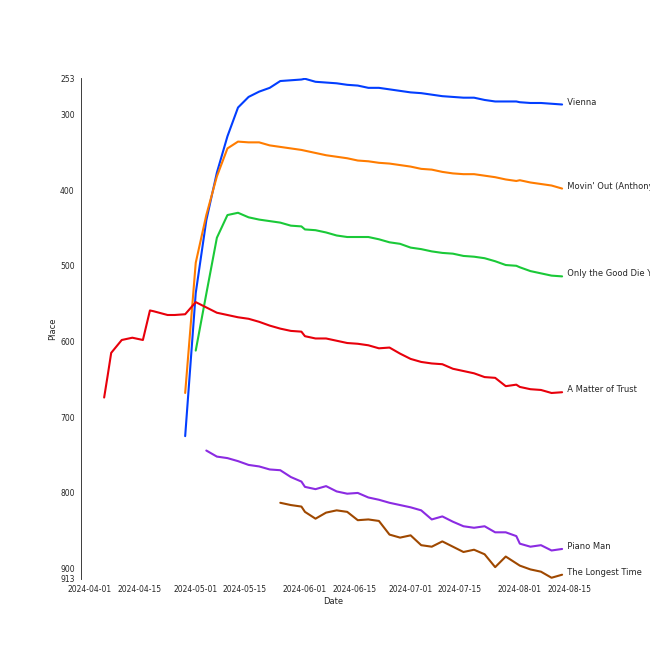 253
300
400
500
600
700
800
900
913
Place
Vienna
Movin' Out (Anthony
Only the Good Die
A Matter of Trust
Piano Man
The Longest Time
2024-04-01 2024-04-15 2024-05-01 2024-05-15 2024-06-01 2024-06-15 2024-07-01 2024-07-15 2024-08-01 2024-08-15
Date